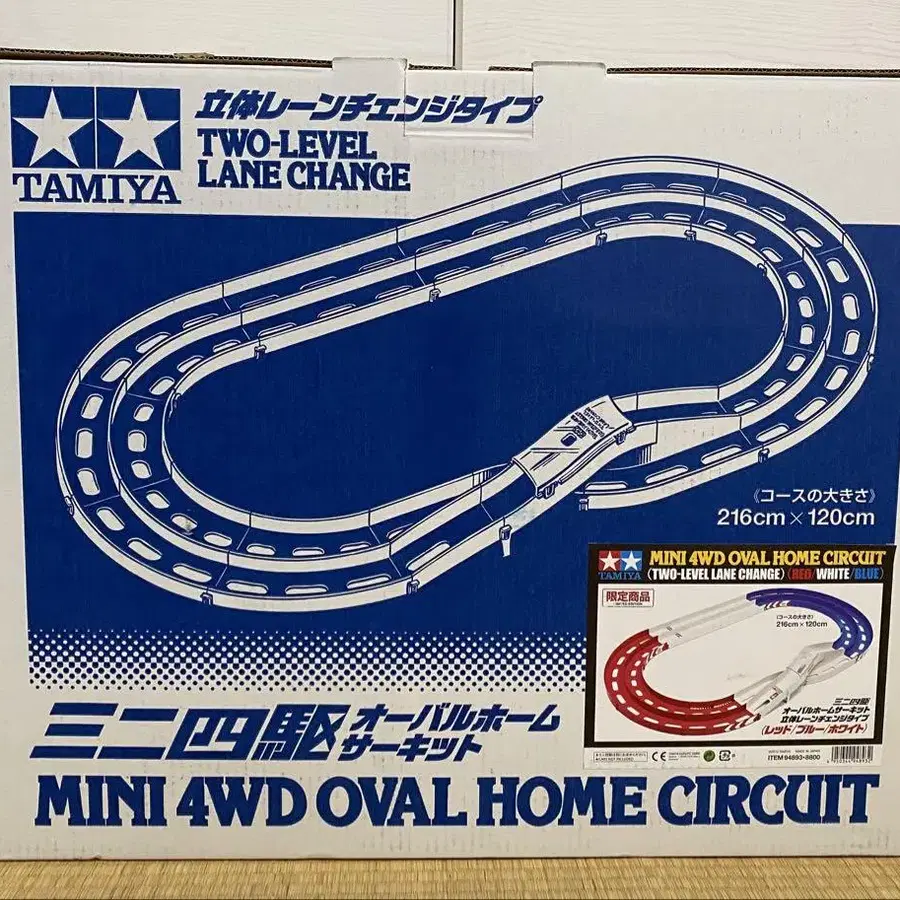 TAMIYA
立体レーンチェンジタイプ
TWO-LEVEL
LANE CHANGE
《コースの大きさ》
216cm×120cm
TAMIYA
MINI 4WD OVAL HOME CIRCUIT
(TWO-LEVEL LANE CHANGE) (RED/WHITE/BLUE)
限定商品
《コースの大きさ》
216cm×120cm
ミニ四駆
オーバルホームサーキット
立体レーンチェンジタイプ
(レッド/ブルー/ホワイト)
ITEM 94893-8800
ミニ四駆 オーバルホーム
サーキット
MINI 4WD OVAL HOME CIRCUIT